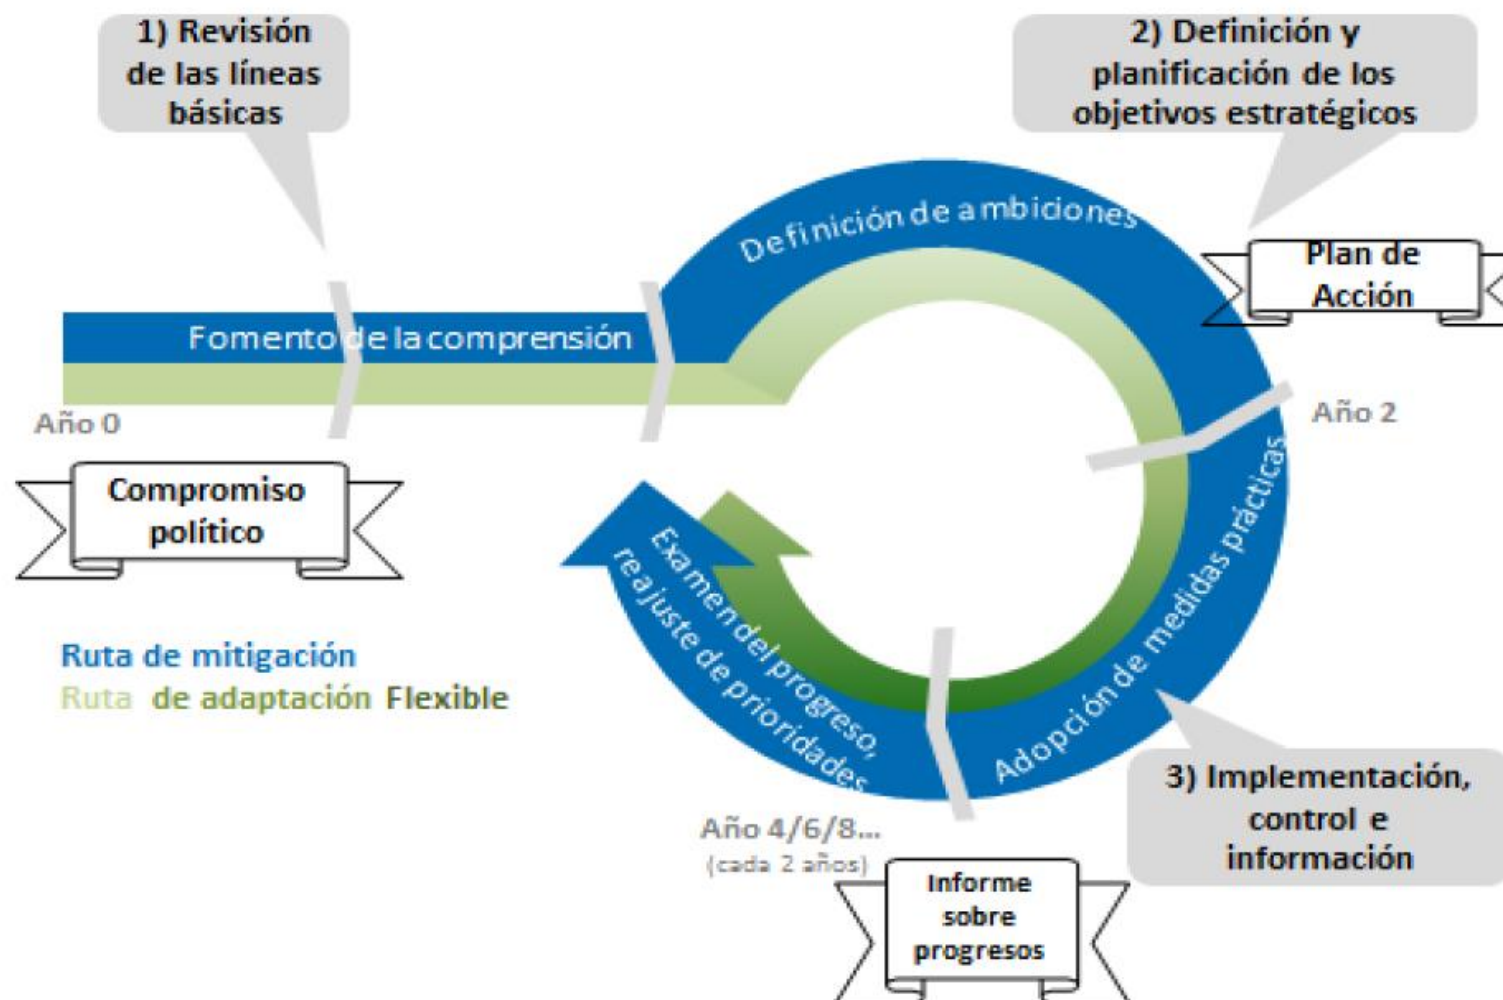 1) Revisión
de las líneas
básicas
2) Definición y
planificación de los
objetivos estratégicos
Definición de ambiciones
Plan de
Acción
Fomento de la comprensión
Año 0
Año 2
Compromiso
político
Examen del progreso,
reajuste de prioridades
Adopción de medidas prácticas
Ruta de mitigación
Ruta de adaptación Flexible
3) Implementación,
control e
información
Año 4/6/8...
(cada 2 años)
Informe
sobre
progresos